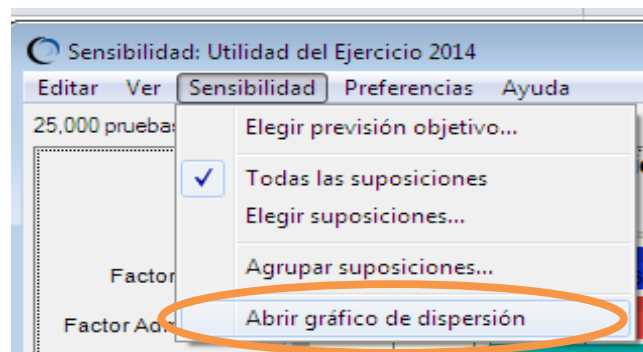 Sensibilidad: Utilidad del Ejercicio 2014
Editar Ver Sensibilidad Preferencias Ayuda
25,000 pruebas
Elegir previsión objetivo...
Todas las suposiciones
Elegir suposiciones...
Agrupar suposiciones...
Factor
Abrir gráfico de dispersión
Factor